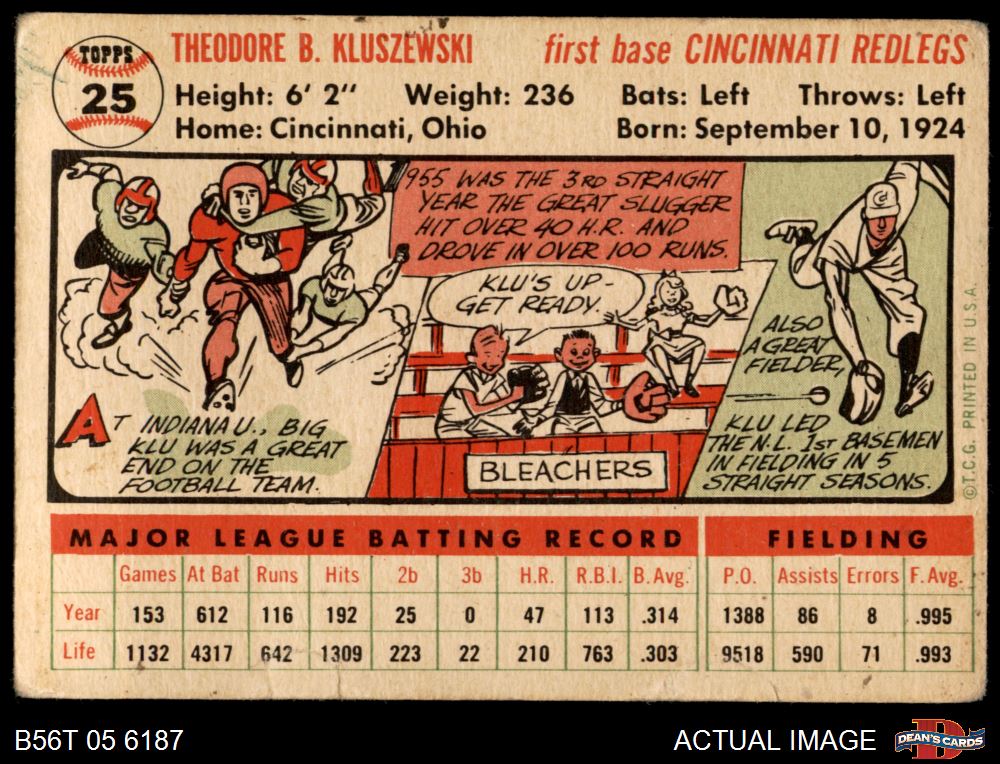 TOPPS
25
THEODORE B. KLUSZEWSKI first base CINCINNATI REDLEGS
Height: 6' 2" Weight: 236 Bats: Left Throws: Left
Home: Cincinnati, Ohio Born: September 10, 1924
AT INDIANA U., BIG
KLU WAS A GREAT
END ON THE
FOOTBALL TEAM.
955 WAS THE 3RD STRAIGHT
YEAR THE GREAT SLUGGER
HIT OVER 40 H.R. AND
DROVE IN OVER 100 RUNS.
KLU'S UP-
GET READY.
BLEACHERS
C
ALSO
A GREAT
FIELDER,
KLU LED
THE N.L. 1ST BASEMEN
IN FIELDING IN 5
STRAIGHT SEASONS.
©T.C.G. PRINTED IN U.S.A.
MAJOR LEAGUE BATTING RECORD FIELDING
Games At Bat Runs Hits 2b 3b H.R. R.B.I. B.Avg. P.O. Assists Errors F.Avg.
Year 153 612 116 192 25 0 47 113 .314 1388 86 8 .995
Life 1132 4317 642 1309 223 22 210 763 .303 9518 590 71 .993
B56T 05 6187 ACTUAL IMAGE DEAN'S CARDS